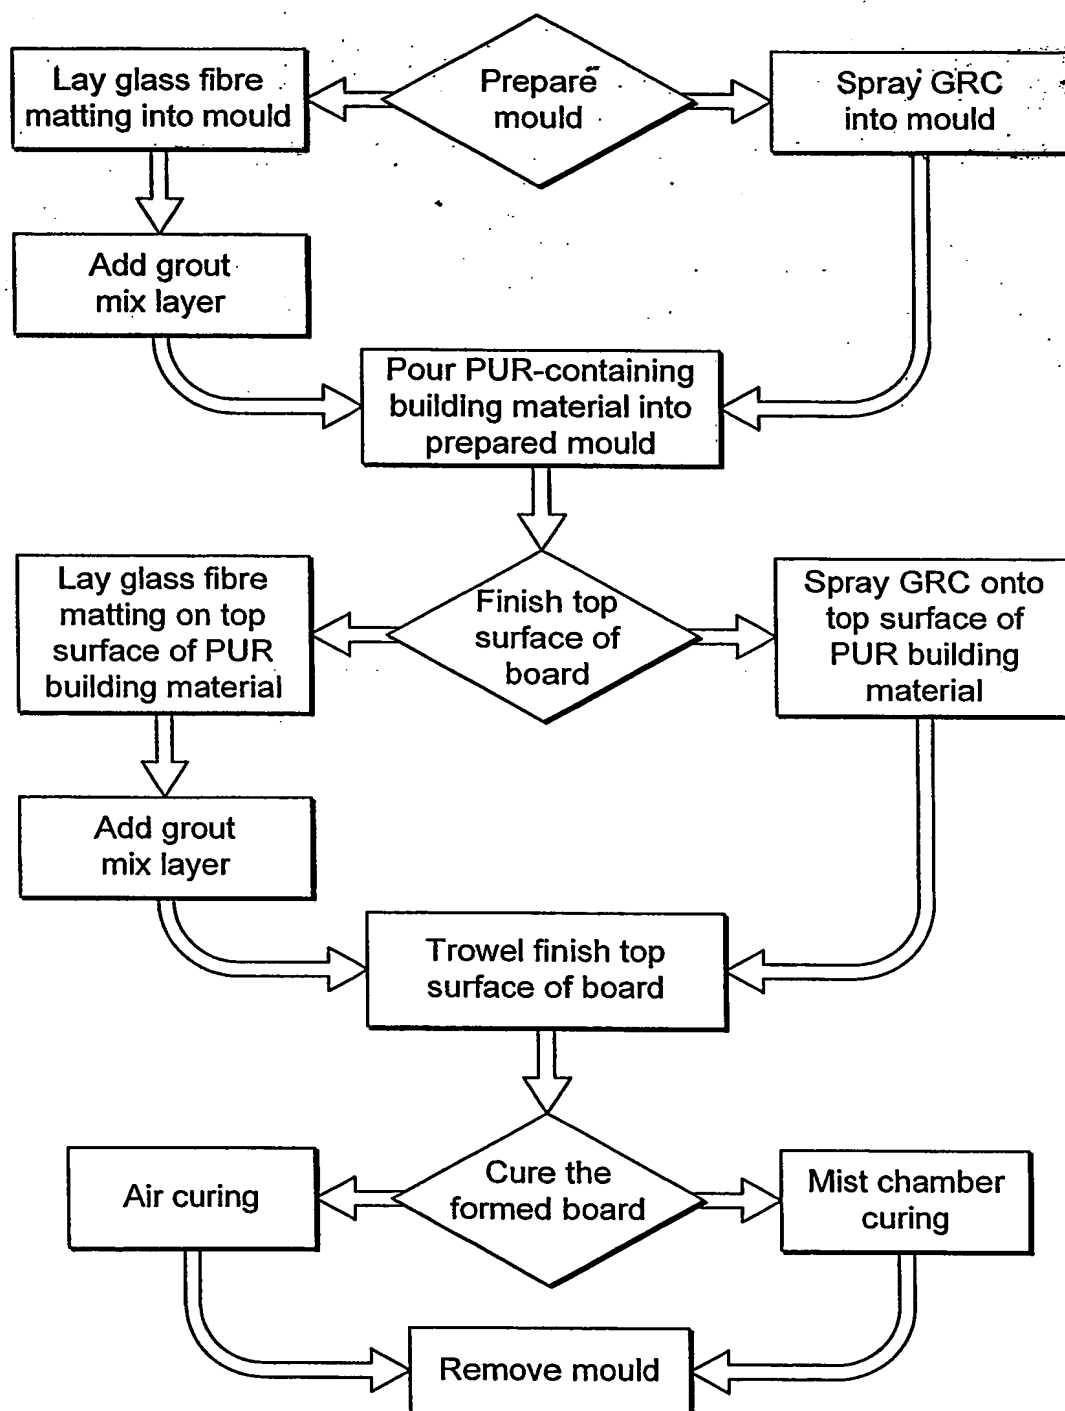 Lay glass fibre
matting into mould
Prepare
mould
Spray GRC
into mould
Add grout
mix layer
Pour PUR-containing
building material into
prepared mould
Lay glass fibre
matting on top
surface of PUR
building material
Finish top
surface of
board
Spray GRC onto
top surface of
PUR building
material
Add grout
mix layer
Trowel finish top
surface of board
Air curing
Cure the
formed board
Mist chamber
curing
Remove mould